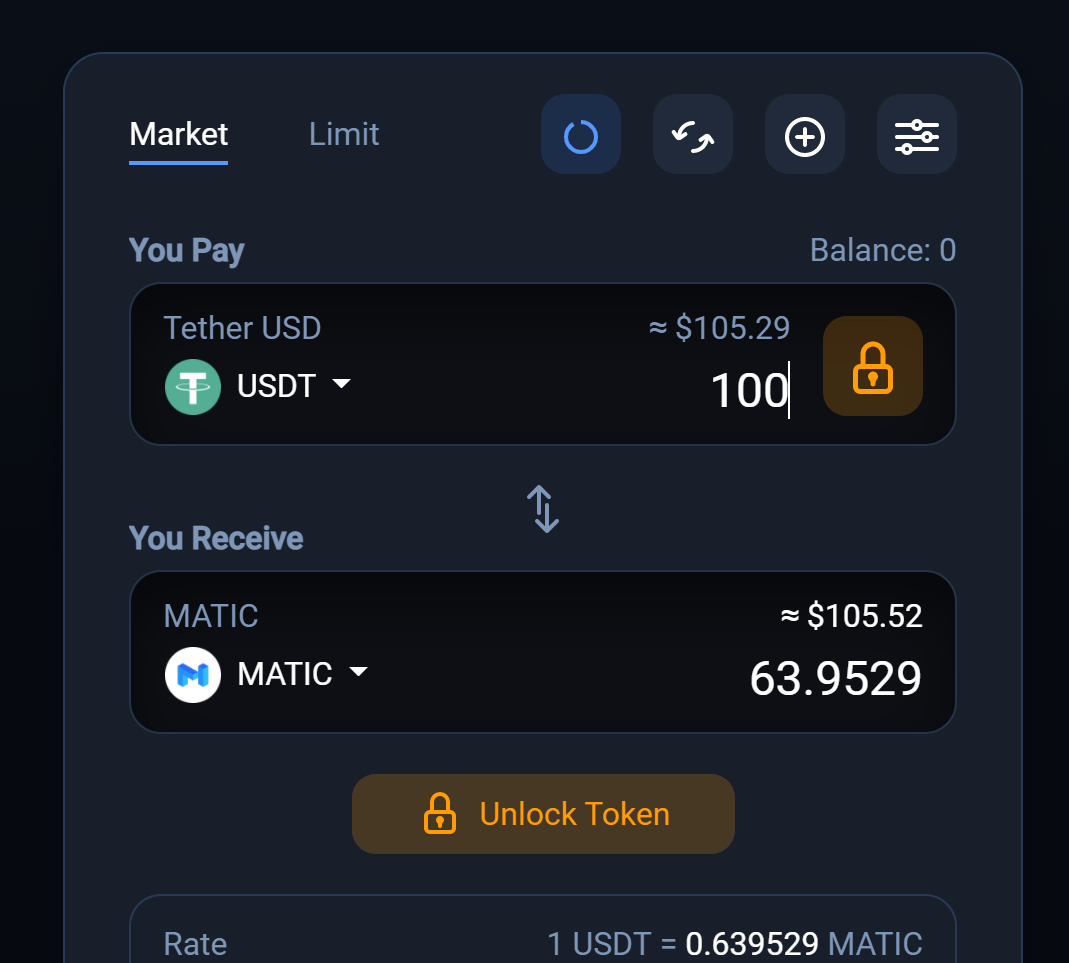 Market Limit
You Pay Balance: 0
Tether USD ≈ $105.29
USDT 100
You Receive
MATIC ≈ $105.52
MATIC 63.9529
Unlock Token
Rate 1 USDT = 0.639529 MATIC